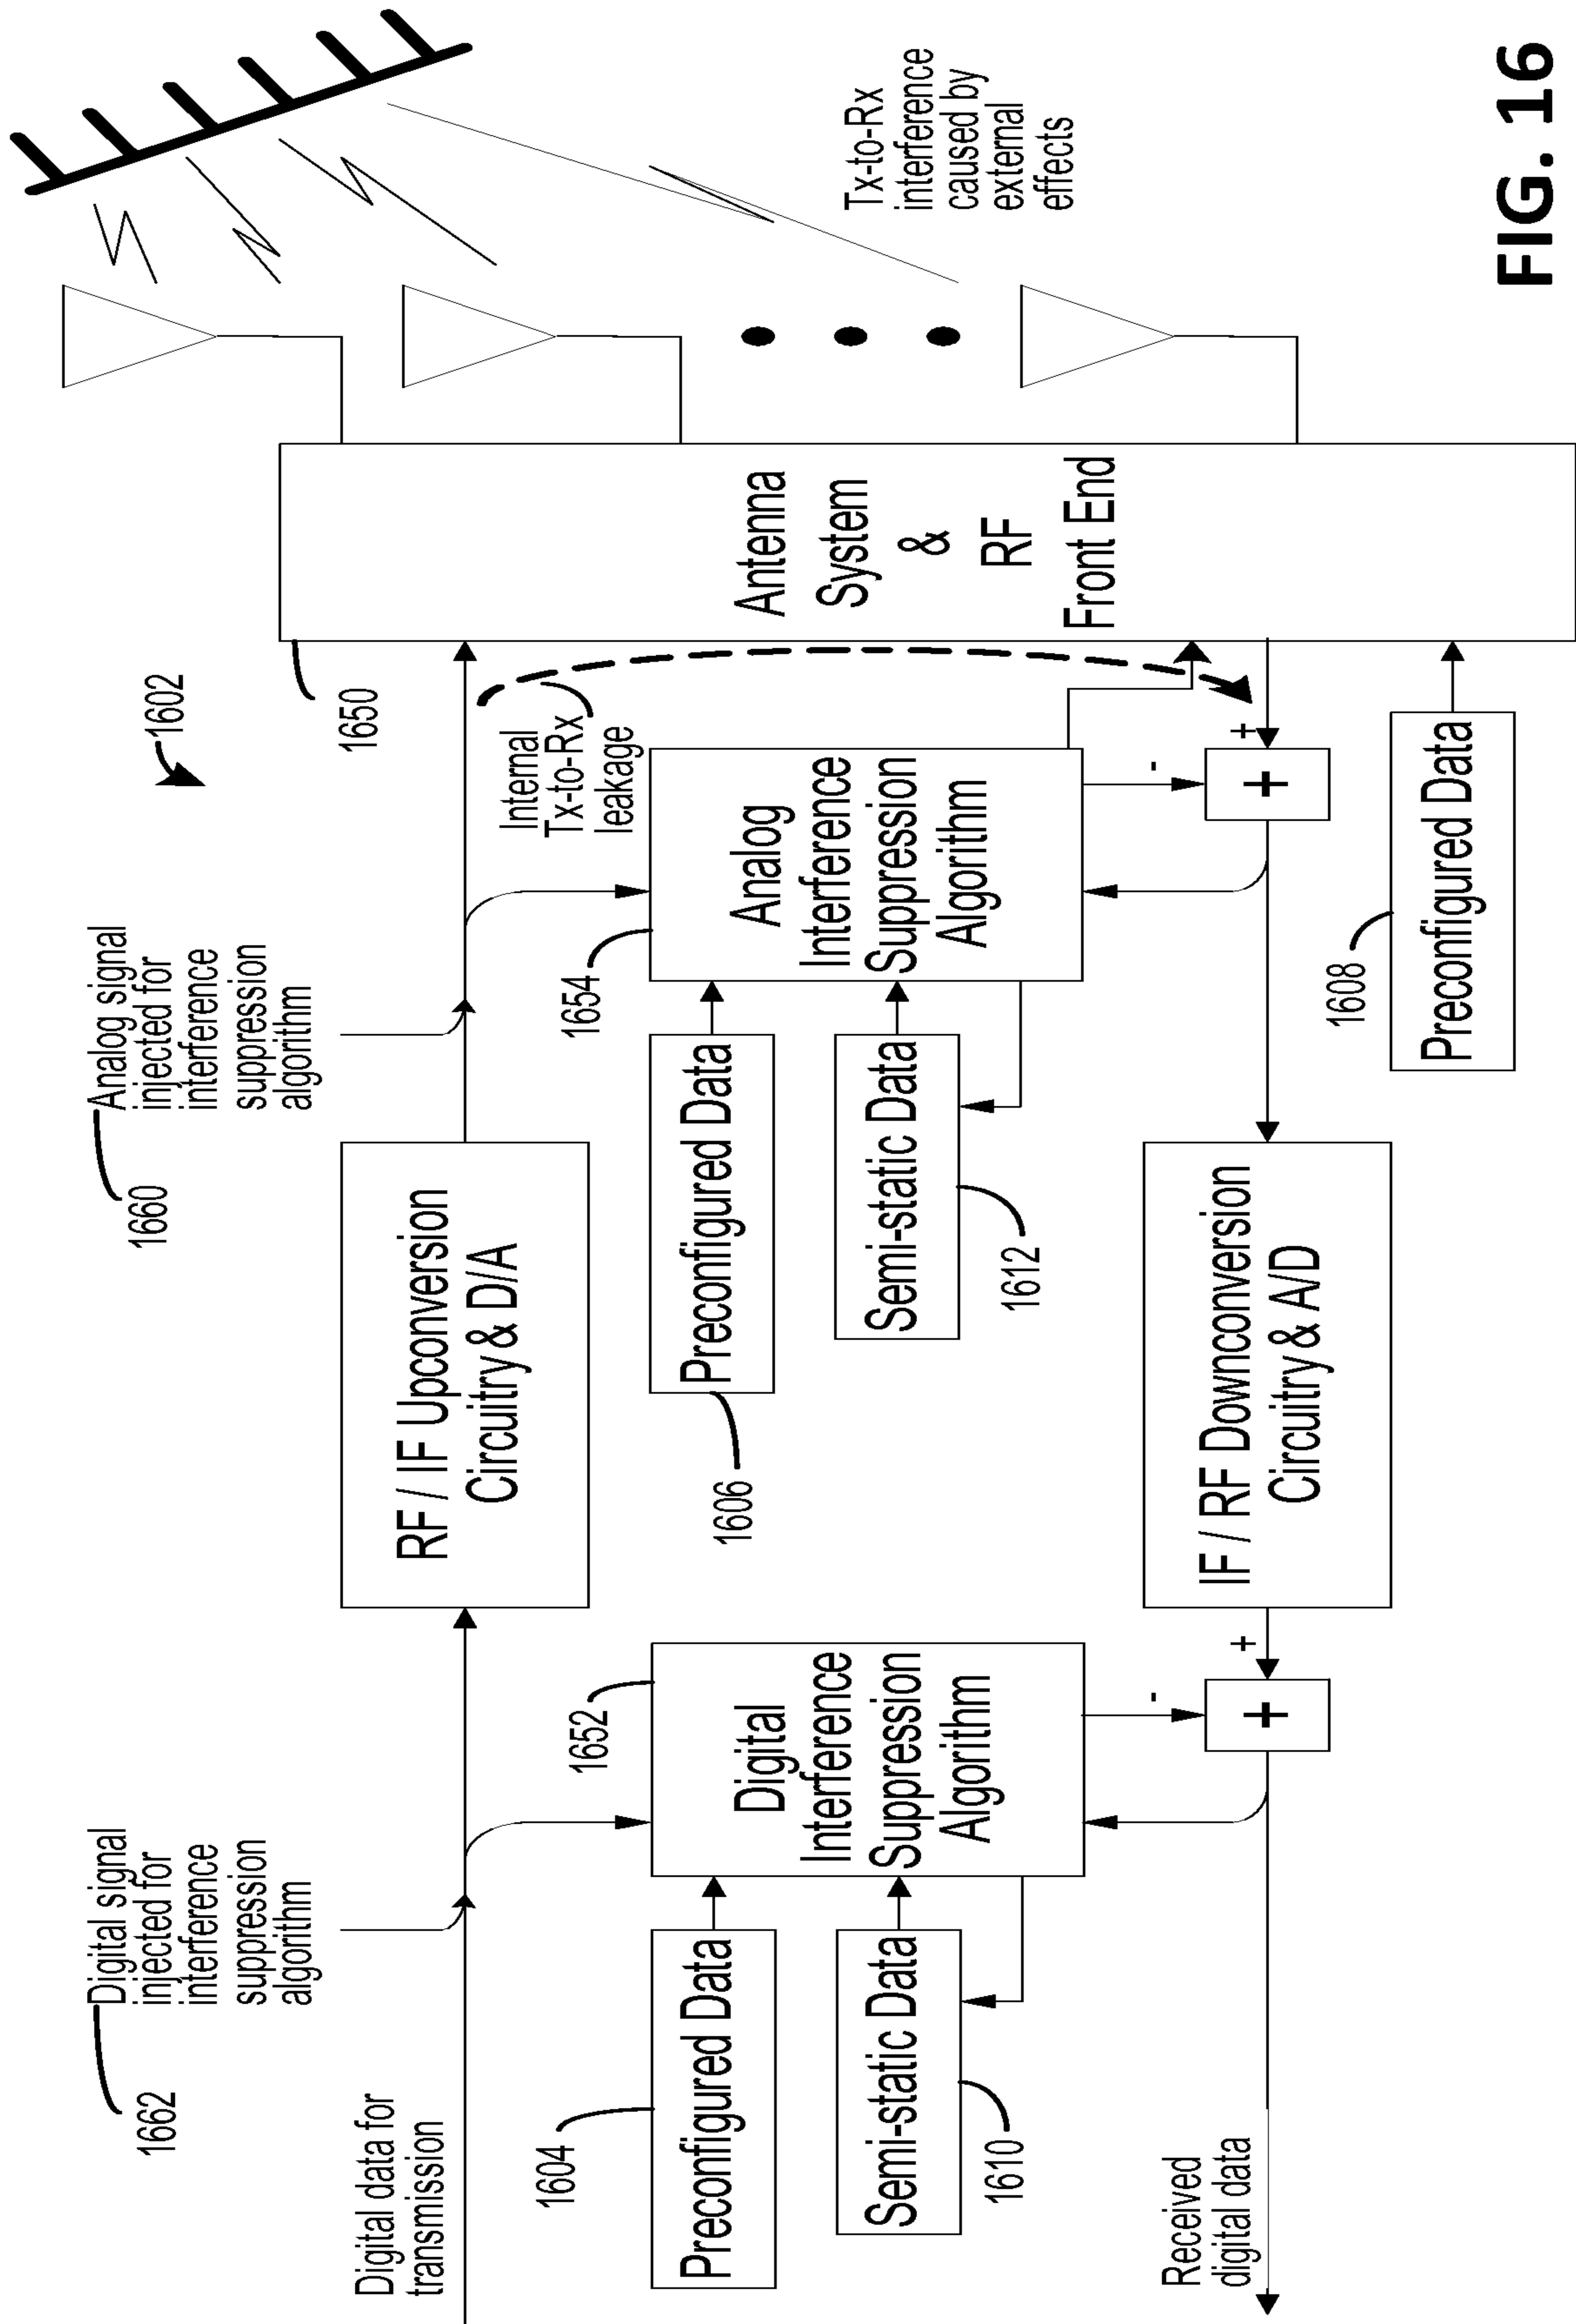 1662
Digital signal
injected for
interference
suppression
algorithm
1660
Analog signal
injected for
interference
suppression
algorithm
1602
Digital data for
transmission
RF / IF Upconversion
Circuitry & D/A
1650
Internal
Tx-to-Rx
leakage
Antenna
System
&
RF
Front End
Tx-to-Rx
interference
caused by
external
effects
1604
Preconfigured Data
Semi-static Data
1610
1652
Digital
Interference
Suppression
Algorithm
1606
Preconfigured Data
Semi-static Data
1612
1654
Analog
Interference
Suppression
Algorithm
-
+
+
-
+
+
Received
digital data
IF / RF Downconversion
Circuitry & A/D
1608
Preconfigured Data
FIG. 16